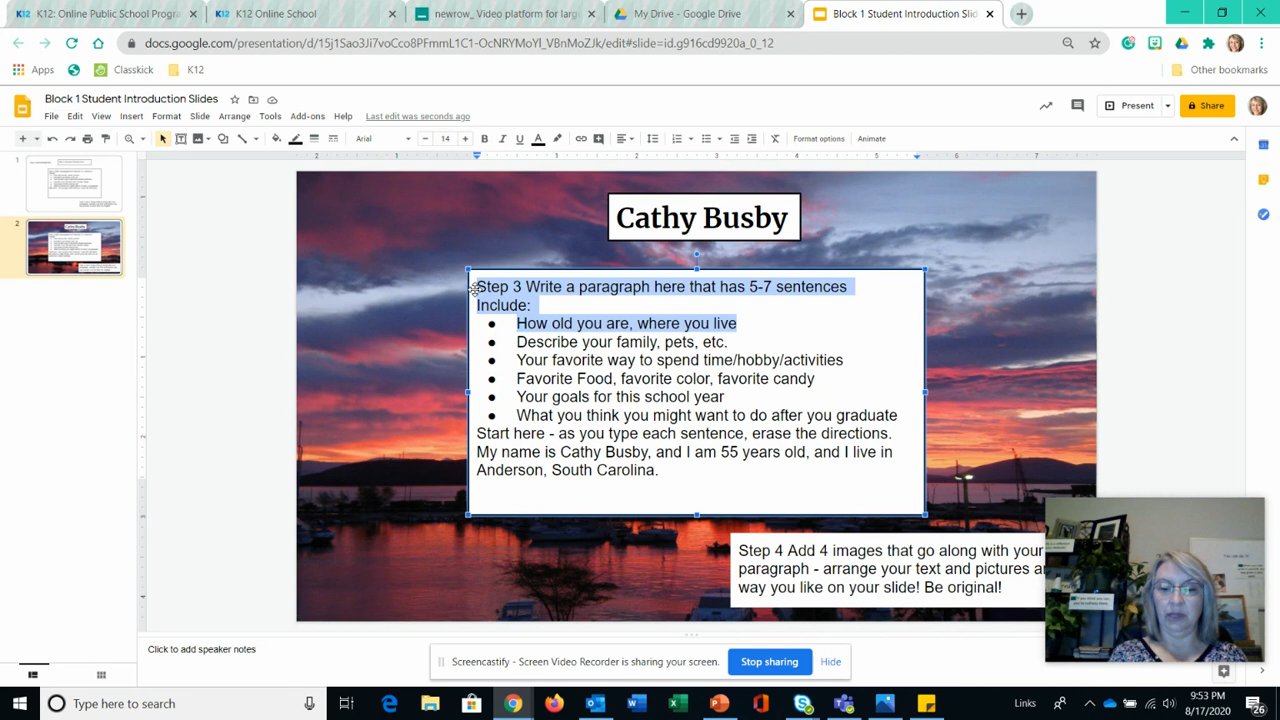 K12: Online Public School Progra
K12 Online School
newrow_ Video platform for larg
My Drive - Google Drive
Block 1 Student Introduction Slid
docs.google.com/presentation/d/15j1Sao3Ji7voCco8PFmmL1C1-OcNRYMoYT_VBnMoZJk/edit#slide=id.g916cd9920a_0_12
Apps
Classkick
K12
Other bookmarks
Block 1 Student Introduction Slides
File Edit View Insert Format Slide Arrange Tools Add-ons Help Last edit was seconds ago
Present
Share
Arial
14
Format options
Animate
Cathy Busby
Step 3 Write a paragraph here that has 5-7 sentences
Include:
● How old you are, where you live
● Describe your family, pets, etc.
● Your favorite way to spend time/hobby/activities
● Favorite Food, favorite color, favorite candy
● Your goals for this school year
● What you think you might want to do after you graduate
Start here - as you type each sentence, erase the directions.
My name is Cathy Busby, and I am 55 years old, and I live in
Anderson, South Carolina.
Step 4 Add 4 images that go along with your
paragraph - arrange your text and pictures
way you like on your slide! Be original!
Click to add speaker notes
Screencastify - Screen Video Recorder is sharing your screen.
Stop sharing
Hide
Type here to search
Links
9:53 PM
8/17/2020
26